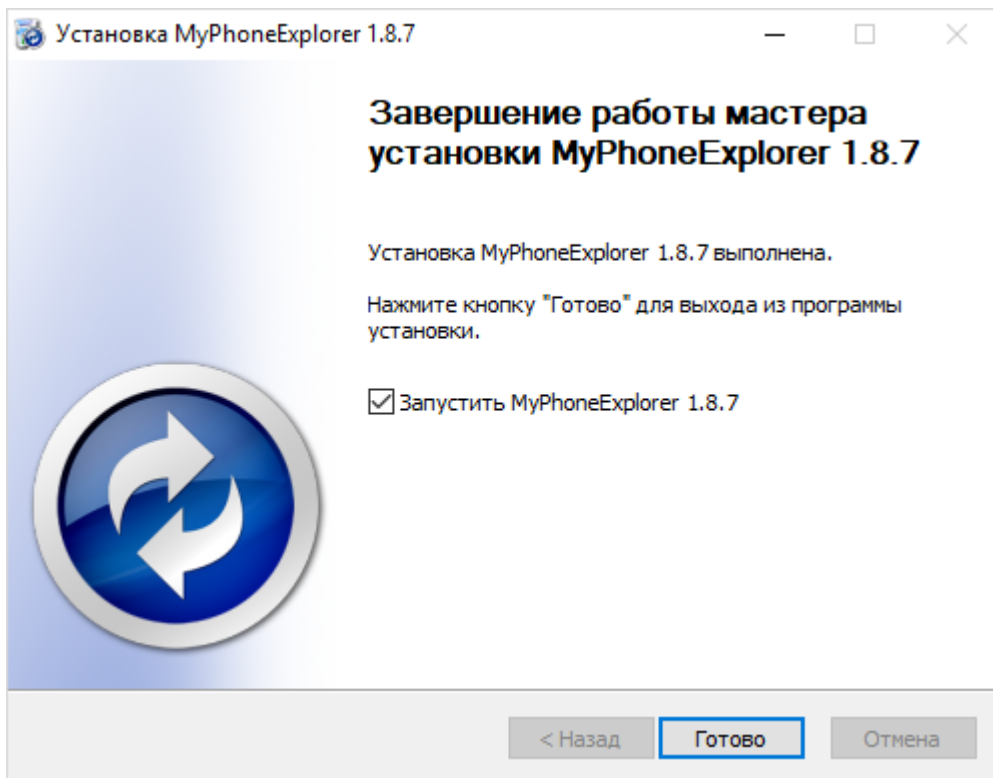 Установка MyPhoneExplorer 1.8.7
Завершение работы мастера
установки MyPhoneExplorer 1.8.7
Установка MyPhoneExplorer 1.8.7 выполнена.
Нажмите кнопку "Готово" для выхода из программы
установки.
Запустить MyPhoneExplorer 1.8.7
< Назад
Готово
Отмена